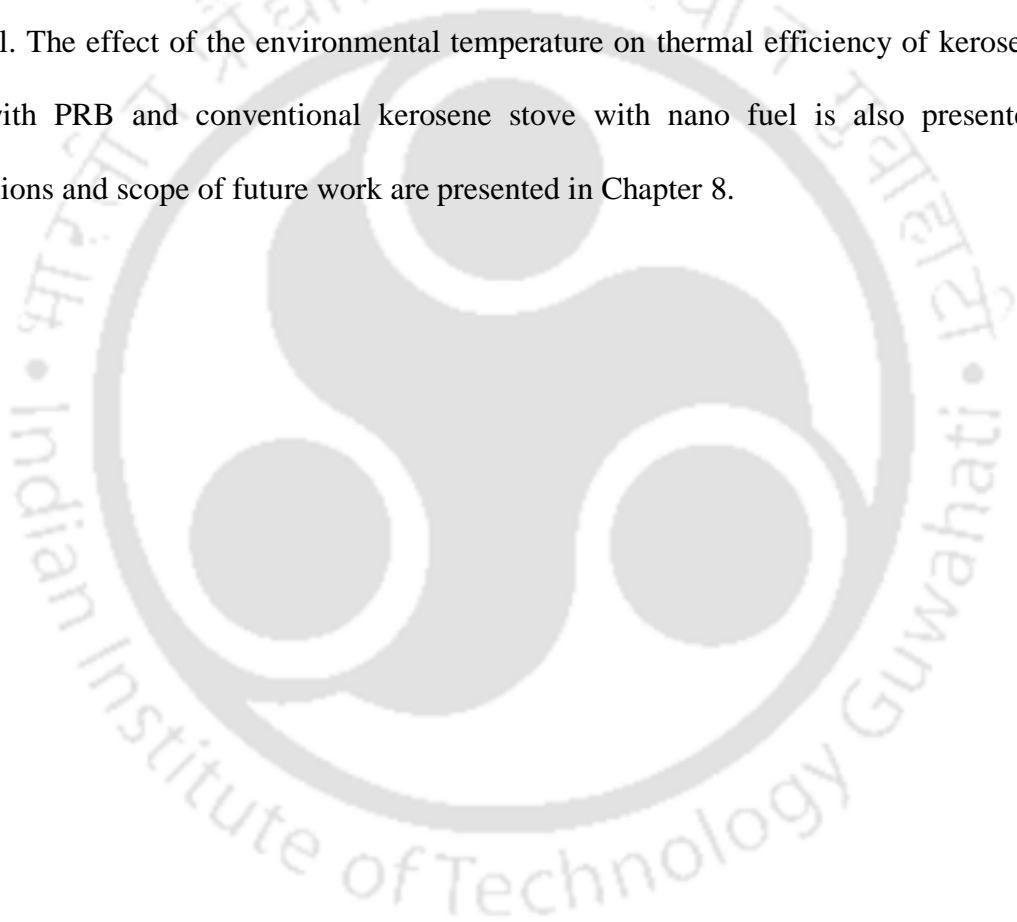 l. The effect of the environmental temperature on thermal efficiency of kerose
with PRB and conventional kerosene stove with nano fuel is also presente
ions and scope of future work are presented in Chapter 8.
Indian Institute of Technology Guwahati